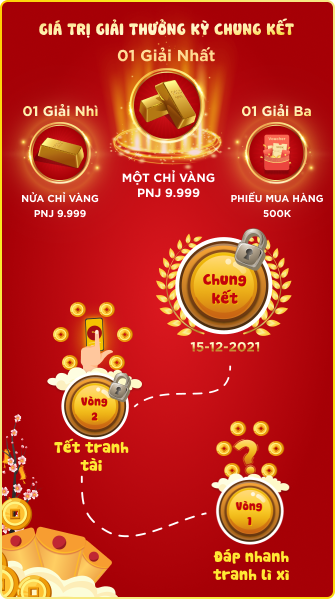 GIÁ TRỊ GIẢI THƯỞNG KỲ CHUNG KẾT
01 Giải Nhất
01 Giải Nhì
01 Giải Ba
MỘT CHỈ VÀNG
PNJ 9.999
NỬA CHỈ VÀNG
PNJ 9.999
PHIẾU MUA HÀNG
500K
Chung
kết
15-12-2021
Vòng
2
Tết tranh
tài
Vòng
1
Đáp nhanh
tranh lì xì